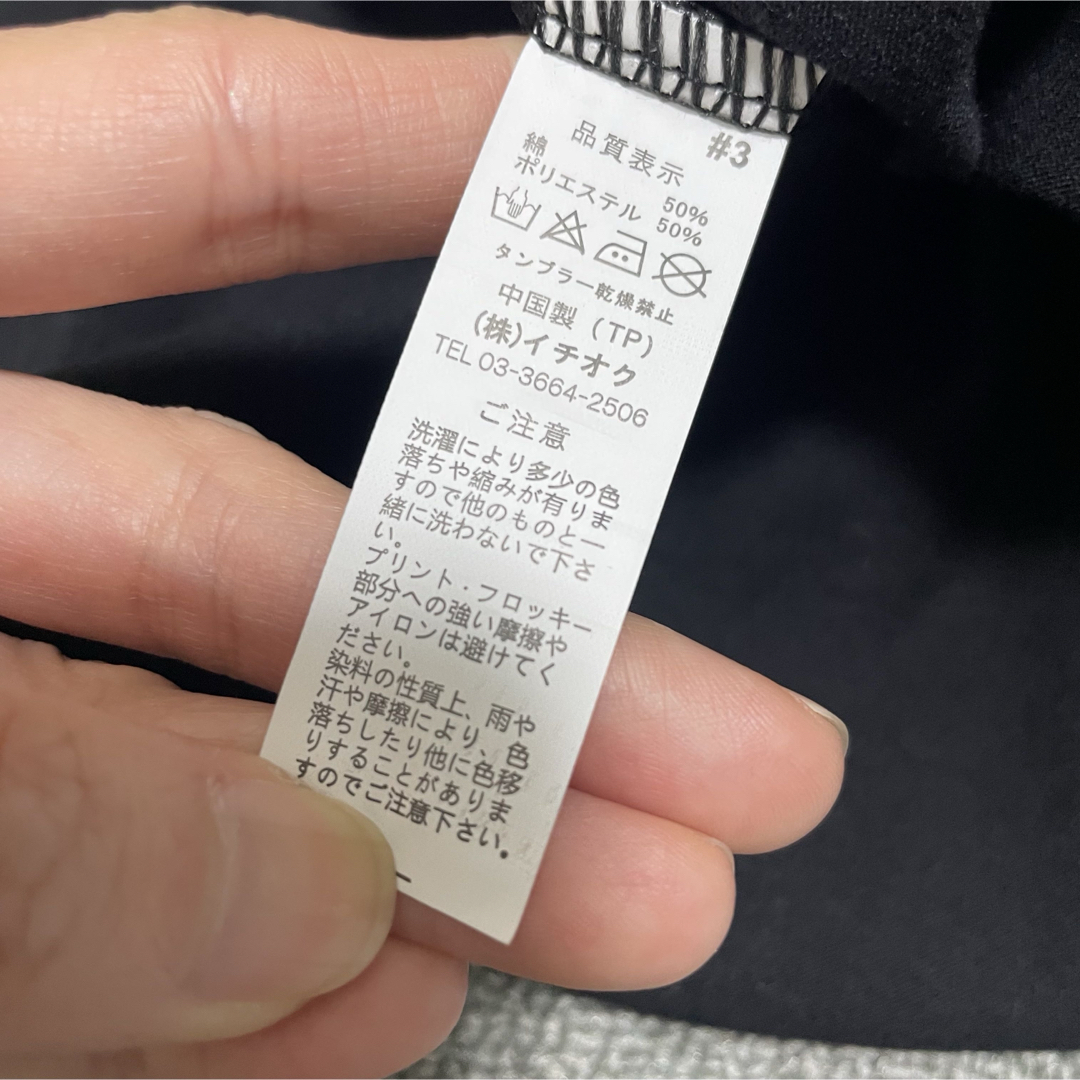 #3
品質表示
綿 50%
ポリエステル 50%
タンブラー乾燥禁止
中国製（TP）
(株)イチオク
TEL 03-3664-2506
ご注意
洗濯により多少の色
落ちや縮みが有りま
すので他のものと一
緒に洗わないで下さ
い。
プリント・フロッキー
部分への強い摩擦や
アイロンは避けてく
ださい。
染料の性質上、雨や
汗や摩擦により、色
落ちしたり他に色移
りすることがありま
すのでご注意下さい。